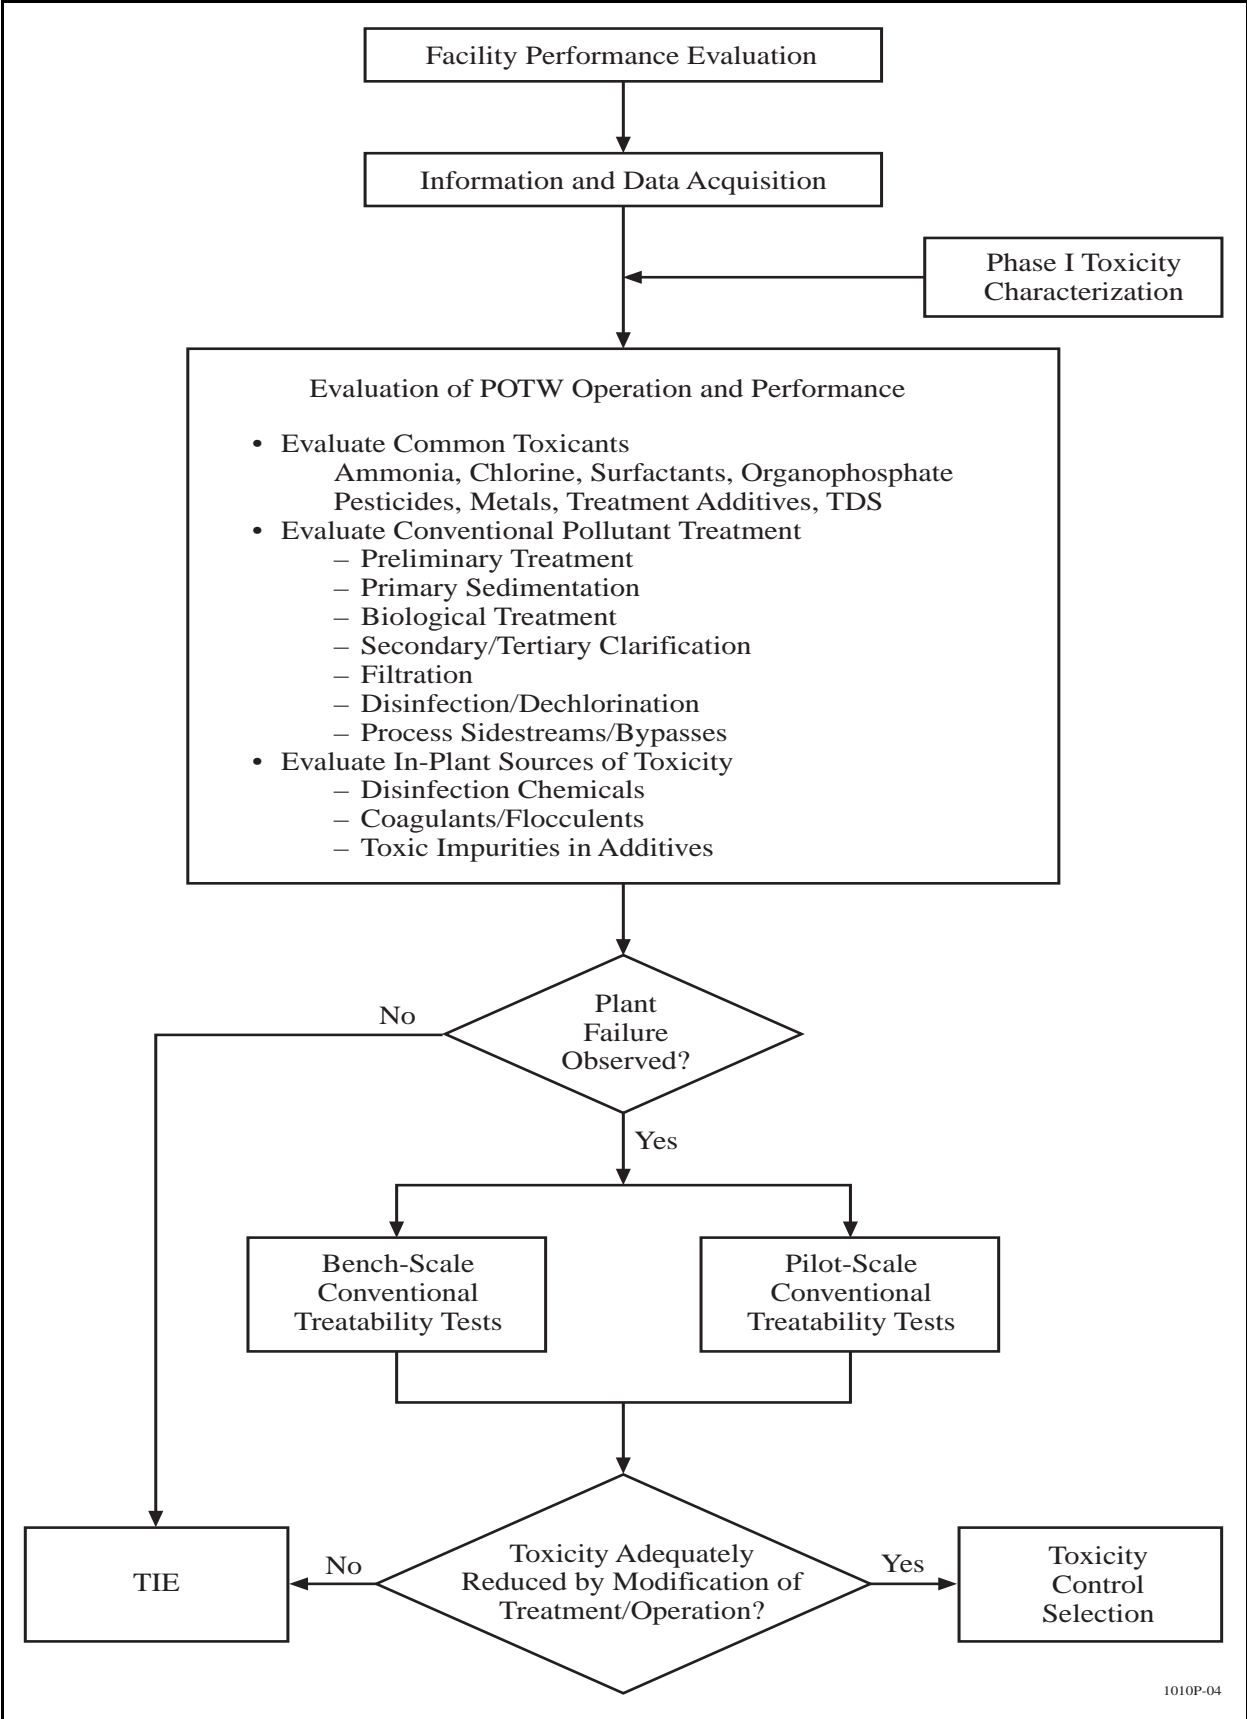 Facility Performance Evaluation
Information and Data Acquisition
Phase I Toxicity
Characterization
Evaluation of POTW Operation and Performance
• Evaluate Common Toxicants
Ammonia, Chlorine, Surfactants, Organophosphate
Pesticides, Metals, Treatment Additives, TDS
• Evaluate Conventional Pollutant Treatment
– Preliminary Treatment
– Primary Sedimentation
– Biological Treatment
– Secondary/Tertiary Clarification
– Filtration
– Disinfection/Dechlorination
– Process Sidestreams/Bypasses
• Evaluate In-Plant Sources of Toxicity
– Disinfection Chemicals
– Coagulants/Flocculents
– Toxic Impurities in Additives
Plant
Failure
Observed?
No
Yes
Bench-Scale
Conventional
Treatability Tests
Pilot-Scale
Conventional
Treatability Tests
Toxicity Adequately
Reduced by Modification of
Treatment/Operation?
No
Yes
TIE
Toxicity
Control
Selection
1010P-04